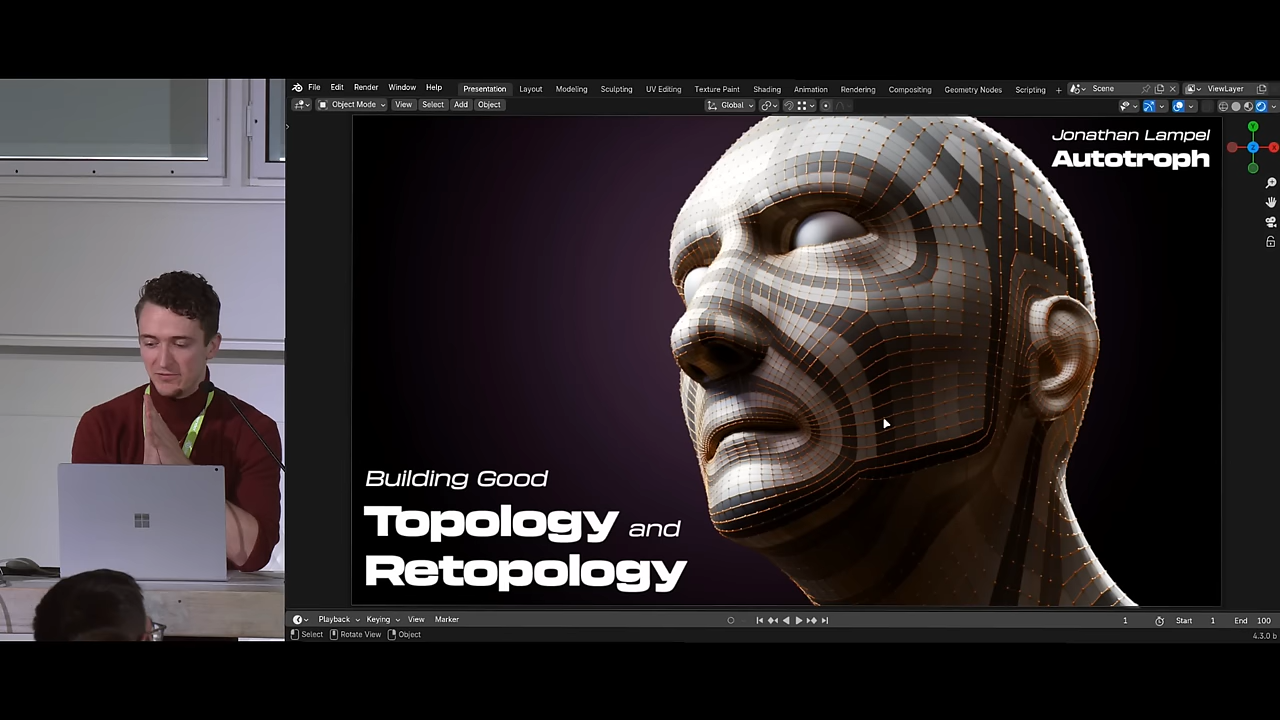 File Edit Render Window Help Presentation Layout Modeling Sculpting UV Editing Texture Paint Shading Animation Rendering Compositing Geometry Nodes Scripting + Scene ViewLayer
Object Mode View Select Add Object Global
Jonathan Lampel
Autotroph
Y
Z
X
Building Good
Topology and
Retopology
Playback Keying View Marker 1 Start 1 End 100
Select Rotate View Object 4.3.0 b